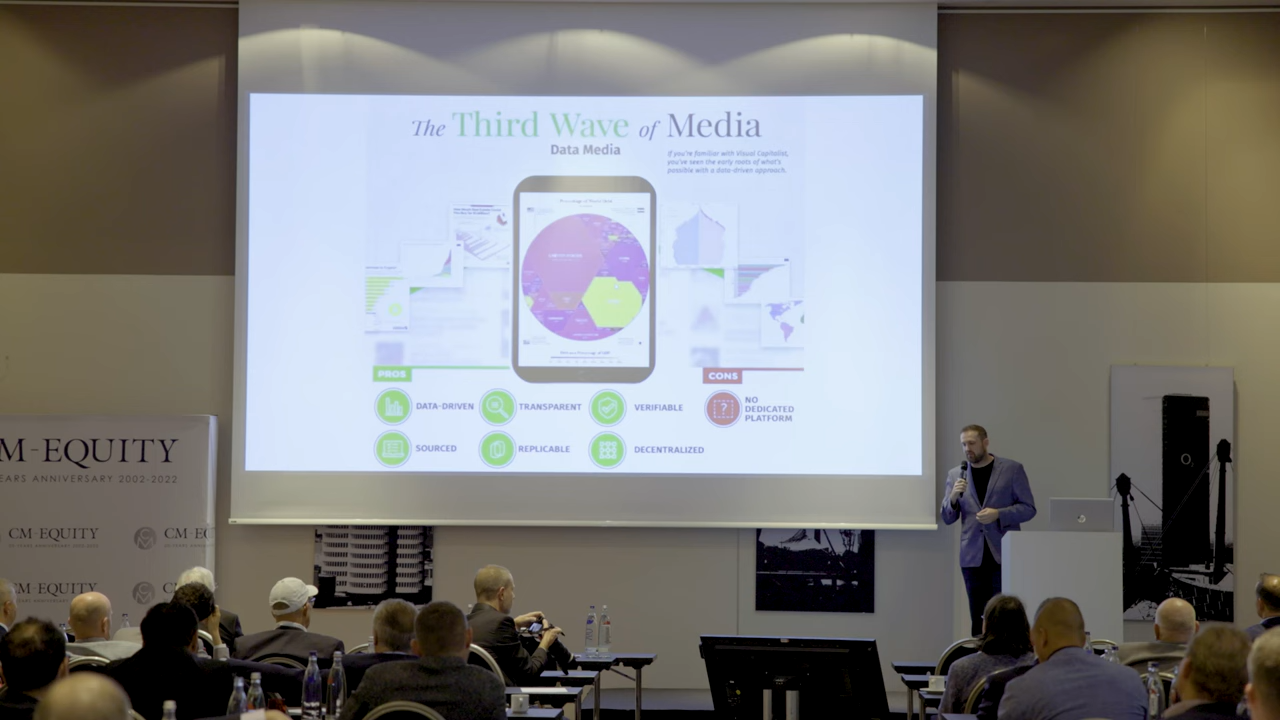 The Third Wave of Media
Data Media
If you're familiar with Visual Capitalist,
you've seen the early roots of what's
possible with a data-driven approach.
PROS
CONS
DATA-DRIVEN
TRANSPARENT
VERIFIABLE
NO
DEDICATED
PLATFORM
SOURCED
REPLICABLE
DECENTRALIZED
M-EQUITY
EARS ANNIVERSARY 2002-2022
CM-EQUITY
CM-EC
CM-EQUITY